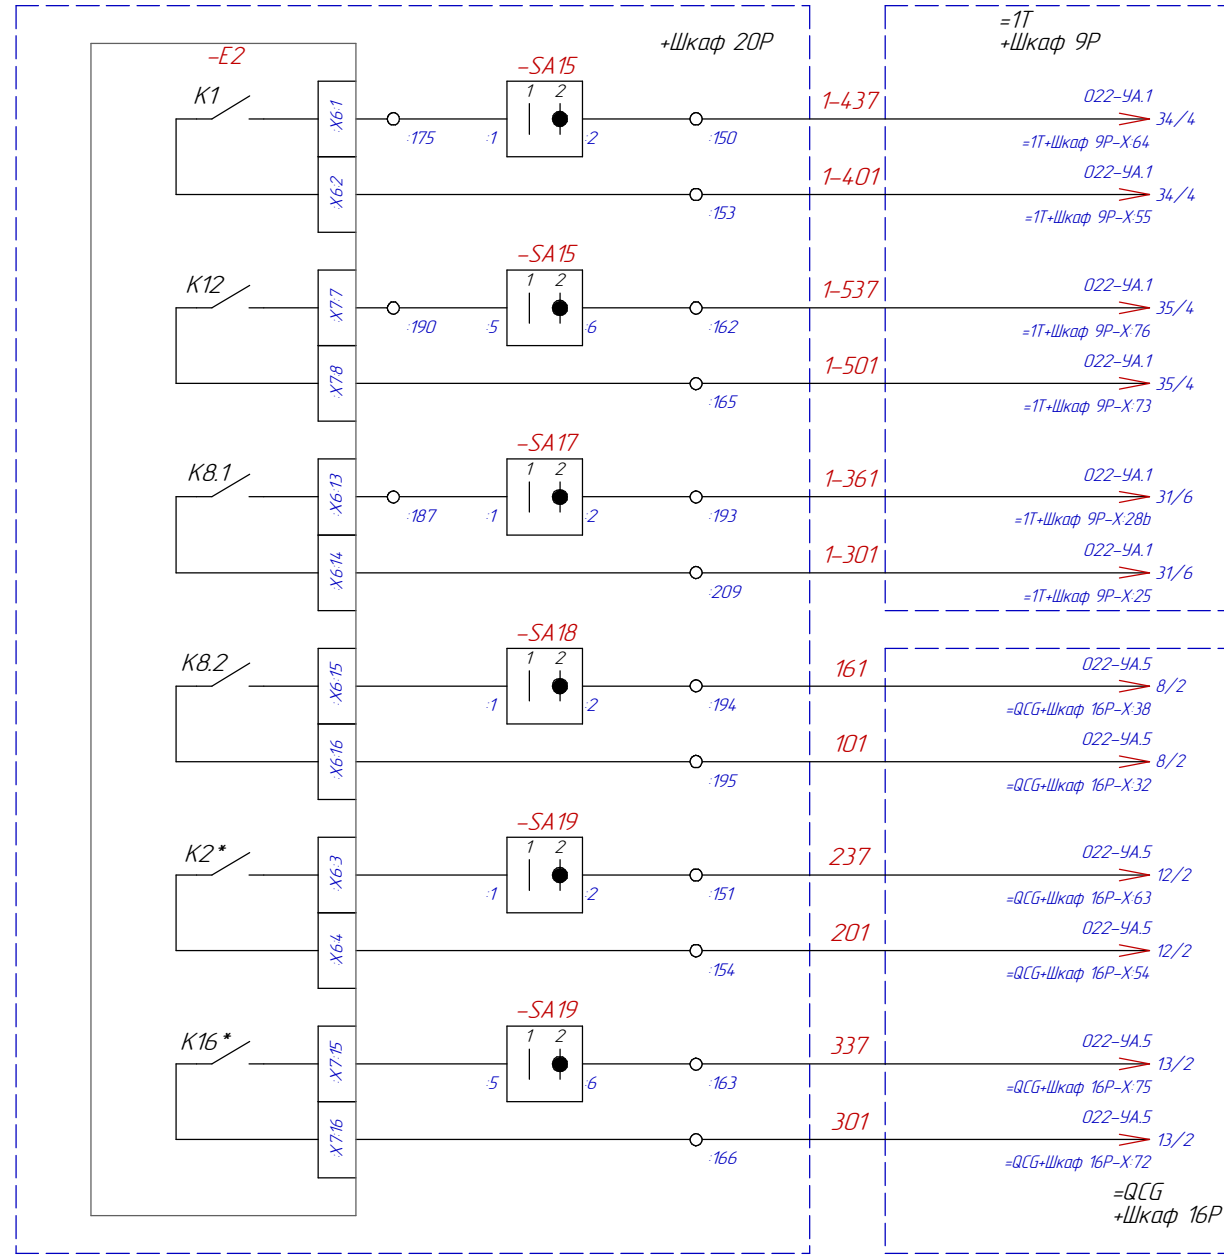 =1T
+Шкаф 20Р
+Шкаф 9Р
-E2
-SA15
K1
1 2
1-437
022-УА.1
:X6:1
34/4
:175
:1
:2
:150
=1T+Шкаф 9Р-X:64
1-401
022-УА.1
:X6:2
34/4
:153
=1T+Шкаф 9Р-X:55
-SA15
K12
1 2
1-537
022-УА.1
:X7:7
35/4
:190
:5
:6
:162
=1T+Шкаф 9Р-X:76
1-501
022-УА.1
:X7:8
35/4
:165
=1T+Шкаф 9Р-X:73
-SA17
K8.1
1 2
1-361
022-УА.1
:X6:13
31/6
:187
:1
:2
:193
=1T+Шкаф 9Р-X:28b
1-301
022-УА.1
:X6:14
31/6
:209
=1T+Шкаф 9Р-X:25
-SA18
K8.2
1 2
161
022-УА.5
:X6:15
8/2
:1
:2
:194
=QCG+Шкаф 16Р-X:38
101
022-УА.5
:X6:16
8/2
:195
=QCG+Шкаф 16Р-X:32
-SA19
K2*
1 2
237
022-УА.5
:X6:3
12/2
:1
:2
:151
=QCG+Шкаф 16Р-X:63
201
022-УА.5
:X6:4
12/2
:154
=QCG+Шкаф 16Р-X:54
-SA19
K16*
1 2
337
022-УА.5
:X7:15
13/2
:5
:6
:163
=QCG+Шкаф 16Р-X:75
301
022-УА.5
:X7:16
13/2
:166
=QCG+Шкаф 16Р-X:72
=QCG
+Шкаф 16Р